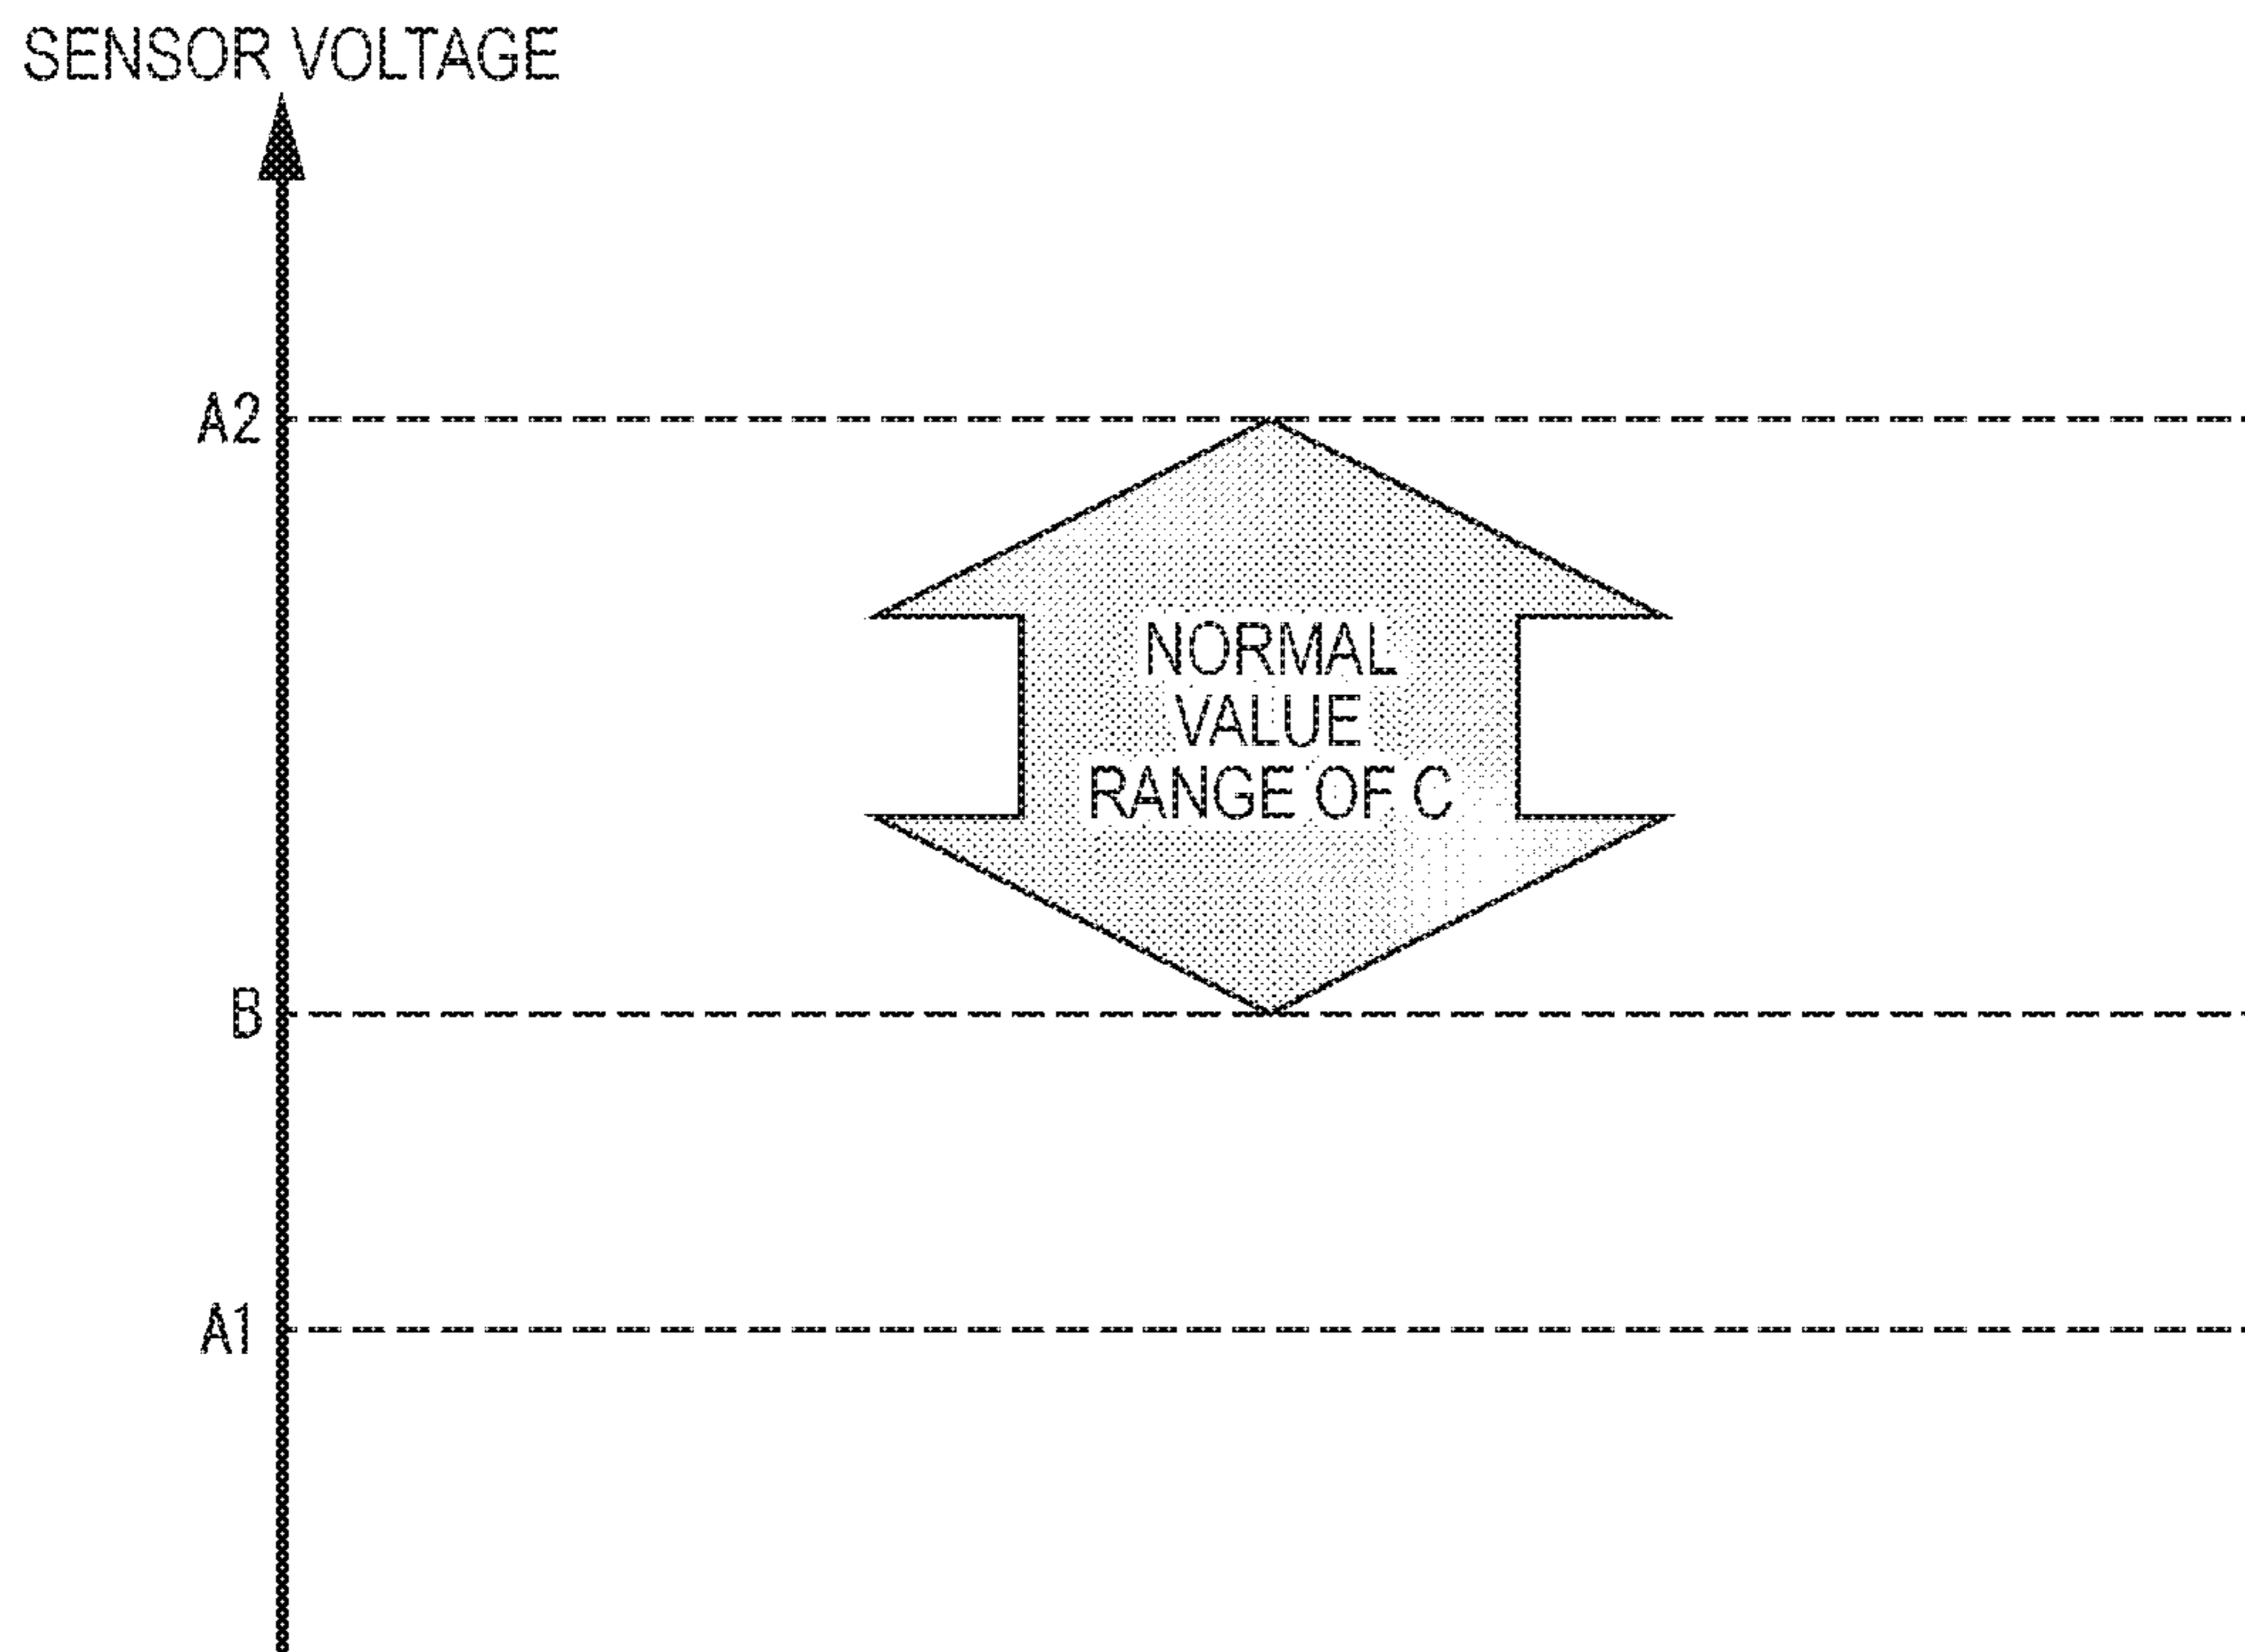 SENSOR VOLTAGE
A2
NORMAL
VALUE
RANGE OF C
B
A1